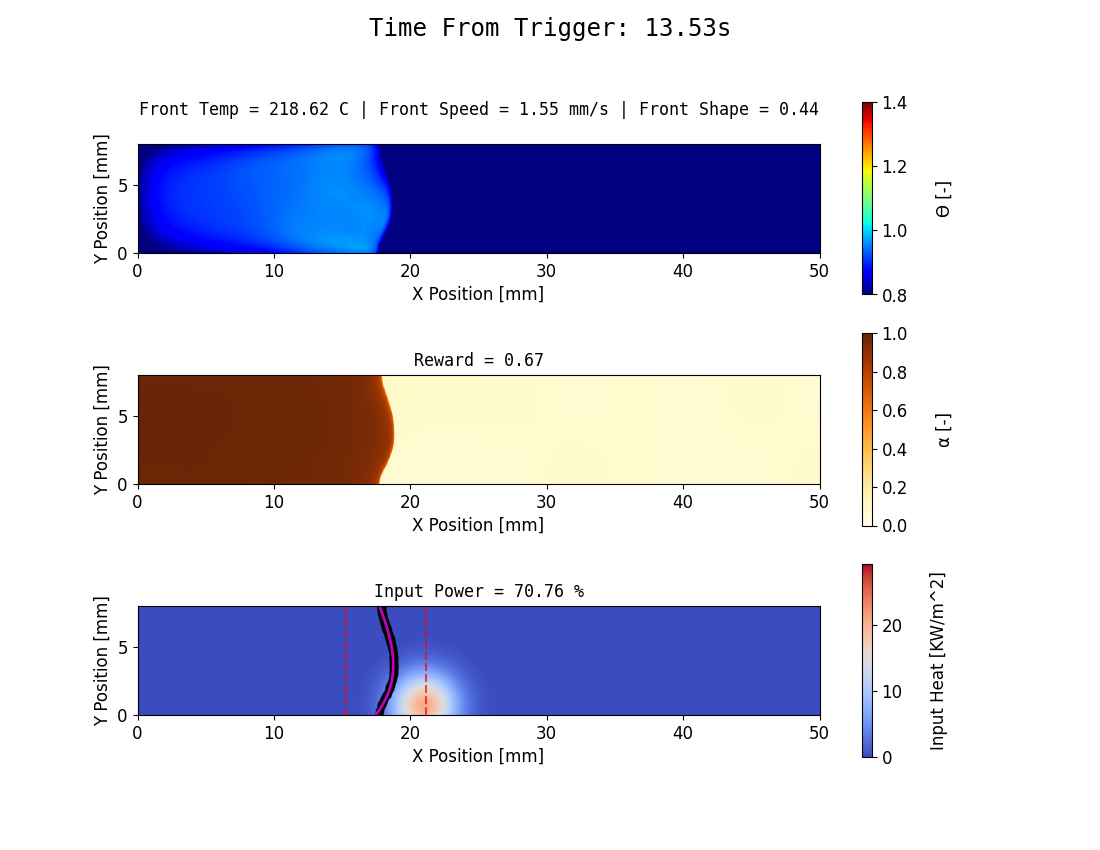 Time From Trigger: 13.53s
Front Temp = 218.62 C | Front Speed = 1.55 mm/s | Front Shape = 0.44
Y Position [mm]
5
0
0 10 20 30 40 50
X Position [mm]
1.4
1.2
1.0
0.8
Θ [-]
Reward = 0.67
Y Position [mm]
5
0
0 10 20 30 40 50
X Position [mm]
1.0
0.8
0.6
0.4
0.2
0.0
α [-]
Input Power = 70.76 %
Y Position [mm]
5
0
0 10 20 30 40 50
X Position [mm]
20
10
0
Input Heat [KW/m^2]